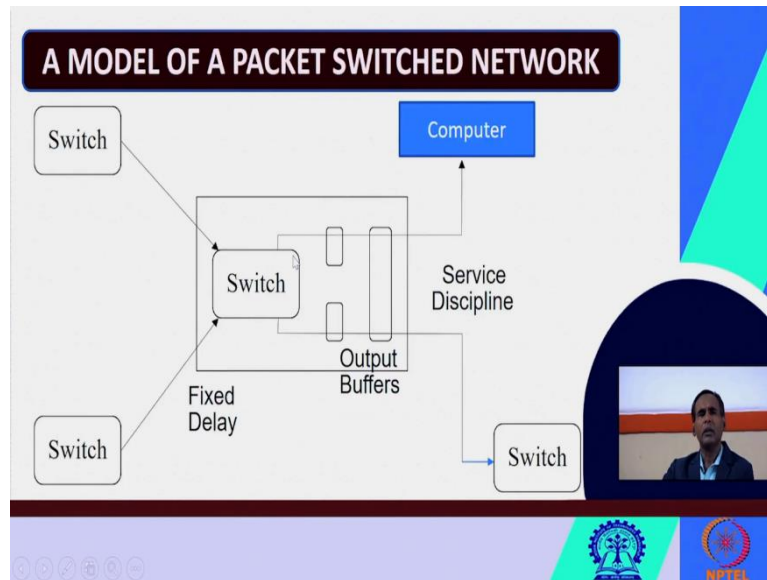 A MODEL OF A PACKET SWITCHED NETWORK
Switch
Computer
Switch
Service
Discipline
Output
Buffers
Fixed
Delay
Switch
Switch
NPTEL